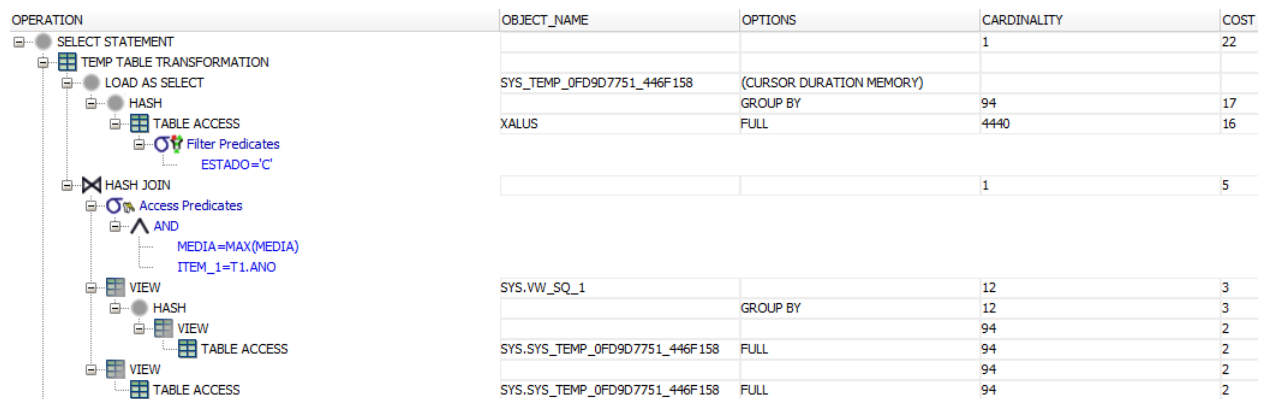 OPERATION OBJECT_NAME OPTIONS CARDINALITY COST
SELECT STATEMENT 1 22
TEMP TABLE TRANSFORMATION
LOAD AS SELECT SYS_TEMP_0FD9D7751_446F158 (CURSOR DURATION MEMORY)
HASH GROUP BY 94 17
TABLE ACCESS XALUS FULL 4440 16
Filter Predicates
ESTADO='C'
HASH JOIN 1 5
Access Predicates
AND
MEDIA=MAX(MEDIA)
ITEM_1=T1.ANO
VIEW SYS.VW_SQ_1 12 3
HASH GROUP BY 12 3
VIEW 94 2
TABLE ACCESS SYS.SYS_TEMP_0FD9D7751_446F158 FULL 94 2
VIEW 94 2
TABLE ACCESS SYS.SYS_TEMP_0FD9D7751_446F158 FULL 94 2